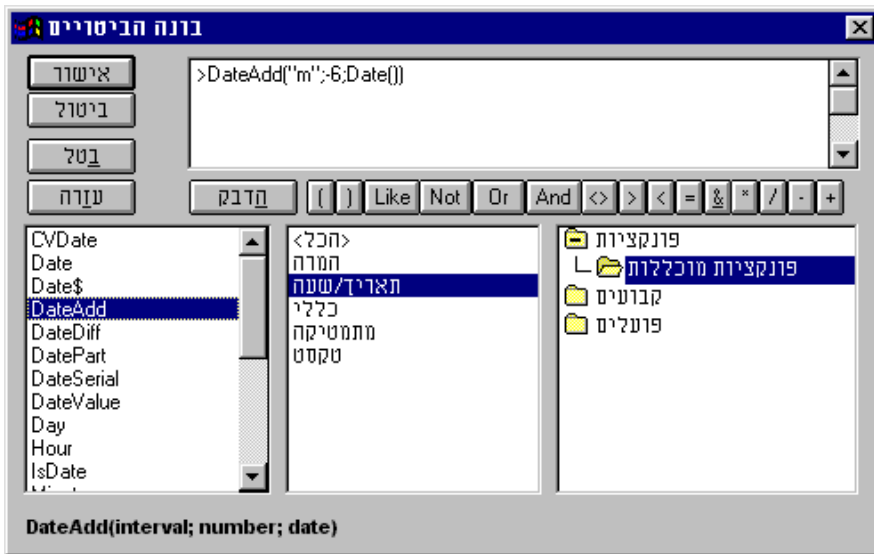 בונה הביטויים
אישור
ביטול
בטל
עזרה
>DateAdd("m";-6;Date())
הדבק ( ) Like Not Or And <> > < = & * / - +
פונקציות
פונקציות מוכללות
קבועים
פועלים
<הכל>
המרה
תאריך/שעה
כללי
מתמטיקה
טקסט
CVDate
Date
Date$
DateAdd
DateDiff
DatePart
DateSerial
DateValue
Day
Hour
IsDate
DateAdd(interval; number; date)